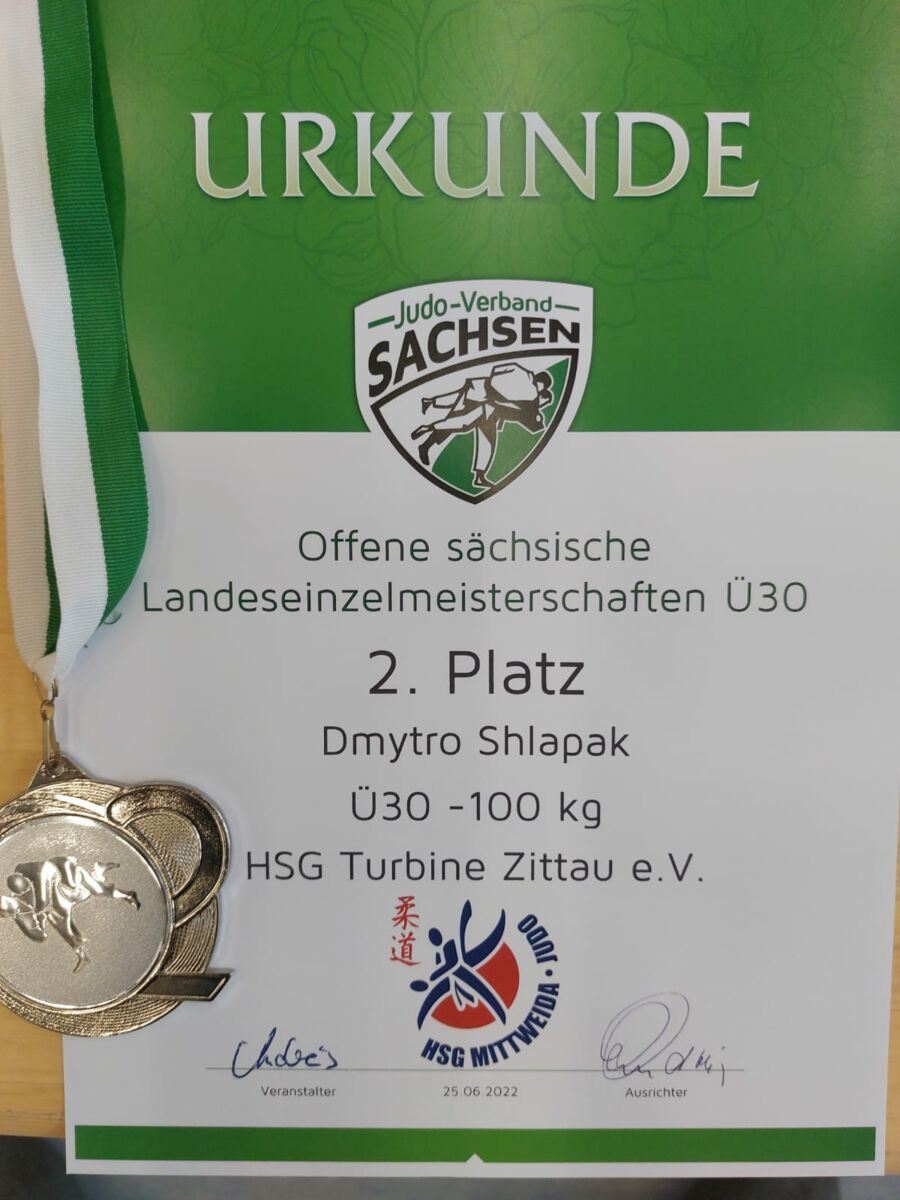 URKUNDE
Judo-Verband
SACHSEN
Offene sächsische
Landeseinzelmeisterschaften Ü30
2. Platz
Dmytro Shlapak
Ü30 -100 kg
HSG Turbine Zittau e.V.
柔道
HSG MITTWEIDA • JUDO
Veranstalter
25.06.2022
Ausrichter